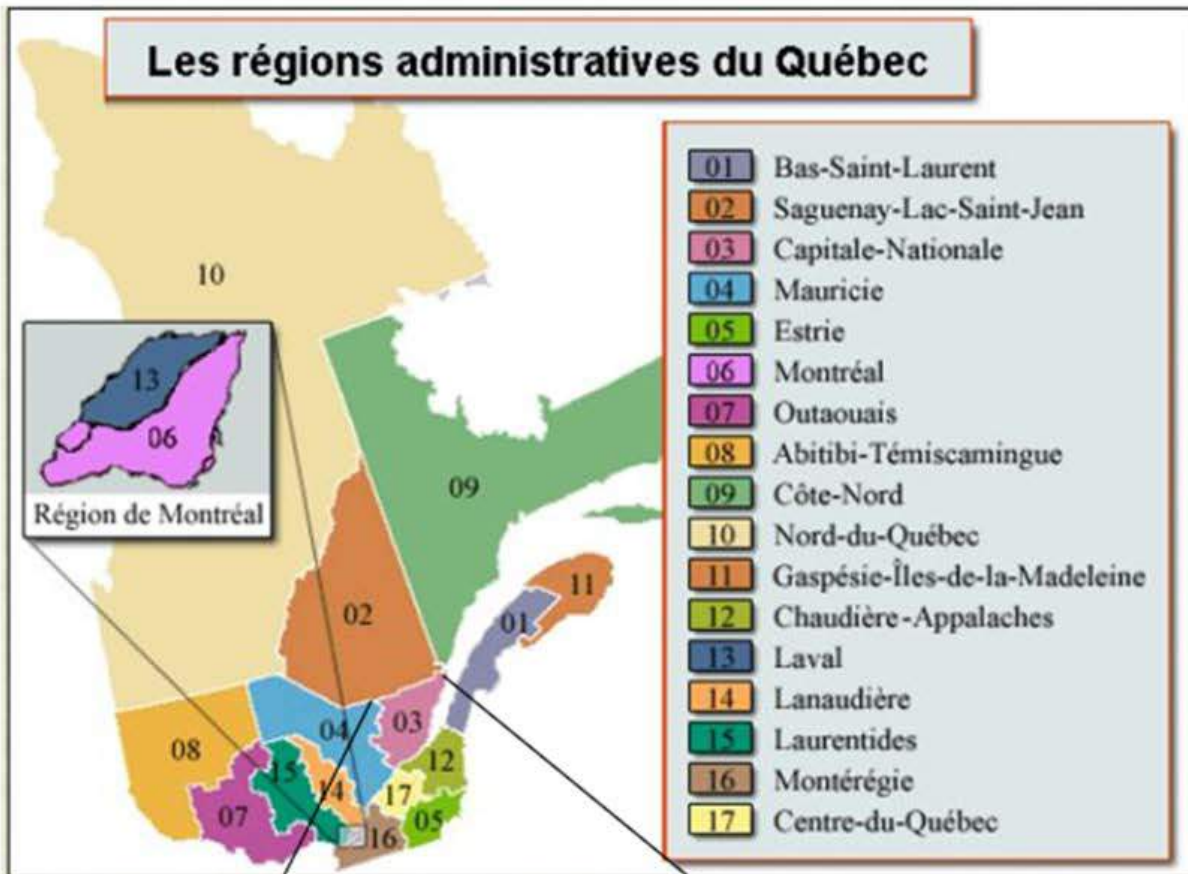 Les régions administratives du Québec
01 Bas-Saint-Laurent
02 Saguenay-Lac-Saint-Jean
03 Capitale-Nationale
04 Mauricie
05 Estrie
06 Montréal
07 Outaouais
08 Abitibi-Témiscamingue
09 Côte-Nord
10 Nord-du-Québec
11 Gaspésie-Îles-de-la-Madeleine
12 Chaudière-Appalaches
13 Laval
14 Lanaudière
15 Laurentides
16 Montérégie
17 Centre-du-Québec
10
13
06
Région de Montréal
09
11
02
01
03
04
08
12
15
14
17
07
05
16